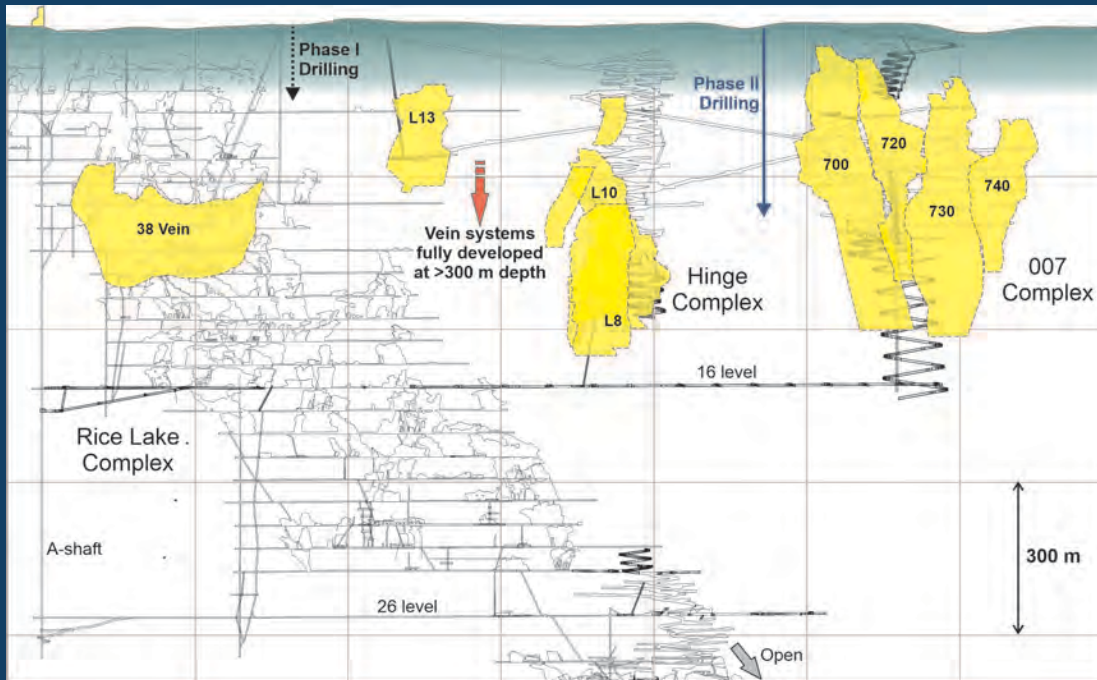 Phase I
Drilling
L13
Phase II
Drilling
700
720
730
740
L10
38 Vein
Vein systems
fully developed
at >300 m depth
Hinge
Complex
007
Complex
L8
16 level
Rice Lake
Complex
A-shaft
300 m
26 level
Open